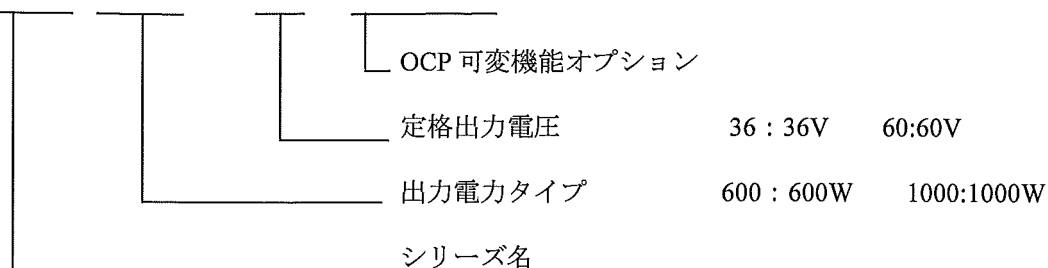 OCP 可変機能オプション
定格出力電圧 36：36V 60:60V
出力電力タイプ 600：600W 1000:1000W
シリーズ名